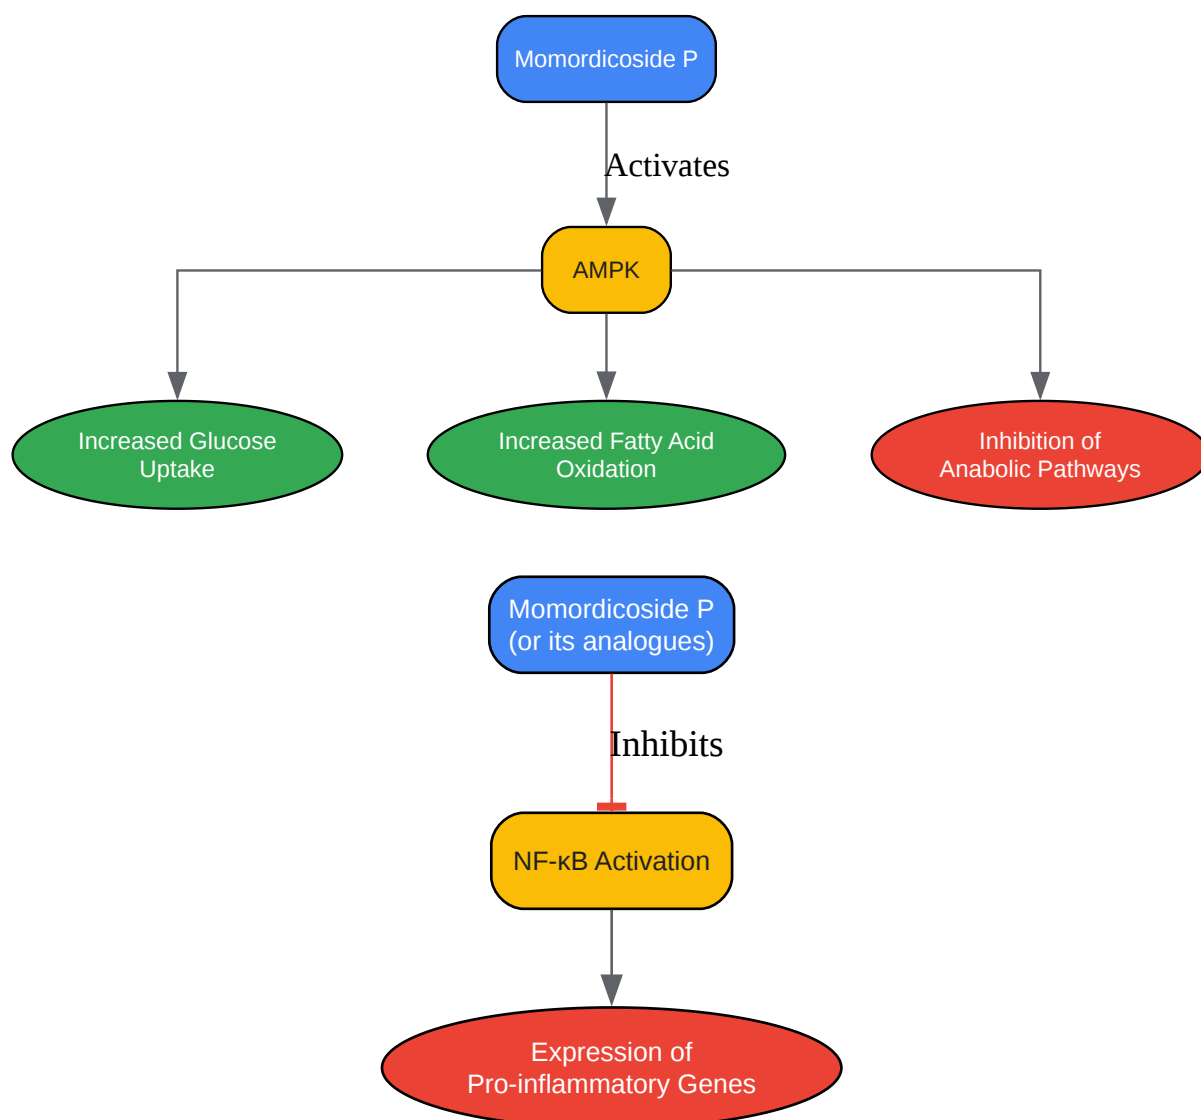 Momordicoside P
Activates
AMPK
Increased Glucose
Uptake
Increased Fatty Acid
Oxidation
Inhibition of
Anabolic Pathways
Momordicoside P
(or its analogues)
Inhibits
NF-κB Activation
Expression of
Pro-inflammatory Genes